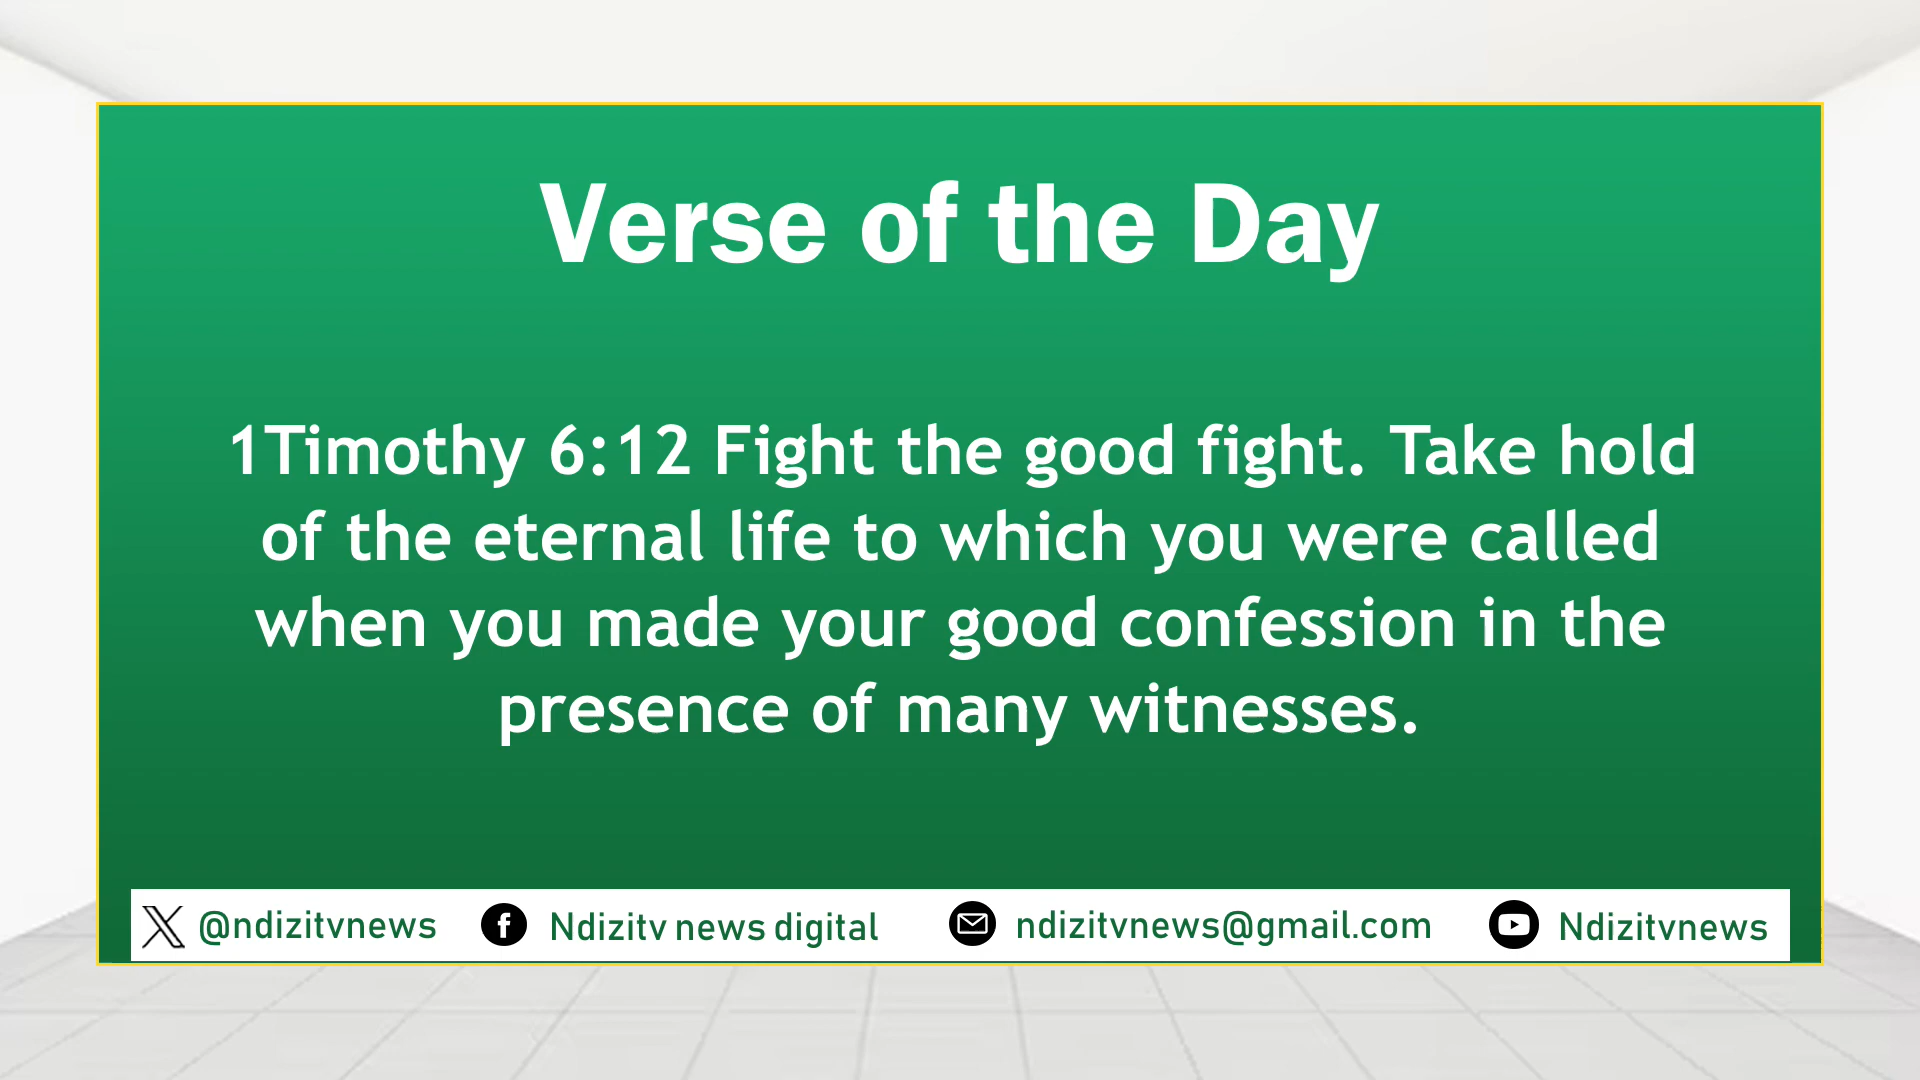 Verse of the Day
1Timothy 6:12 Fight the good fight. Take hold
of the eternal life to which you were called
when you made your good confession in the
presence of many witnesses.
@ndizitvnews Ndizitv news digital ndizitvnews@gmail.com Ndizitvnews